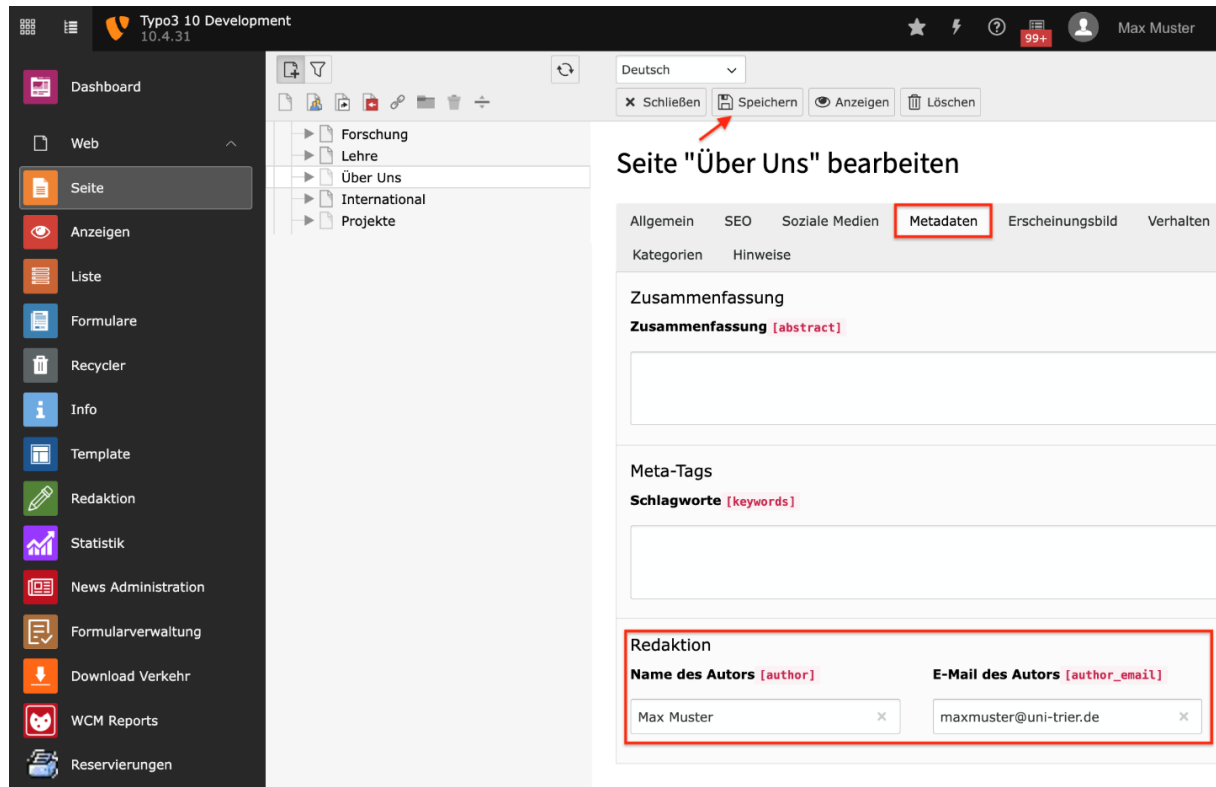 Typo3 10 Development
10.4.31
99+
Max Muster
Dashboard
Web
Seite
Anzeigen
Liste
Formulare
Recycler
Info
Template
Redaktion
Statistik
News Administration
Formularverwaltung
Download Verkehr
WCM Reports
Reservierungen
Forschung
Lehre
Über Uns
International
Projekte
Deutsch
Schließen Speichern Anzeigen Löschen
Seite "Über Uns" bearbeiten
Allgemein SEO Soziale Medien Metadaten Erscheinungsbild Verhalten
Kategorien Hinweise
Zusammenfassung
Zusammenfassung [abstract]
Meta-Tags
Schlagworte [keywords]
Redaktion
Name des Autors [author] E-Mail des Autors [author_email]
Max Muster maxmuster@uni-trier.de